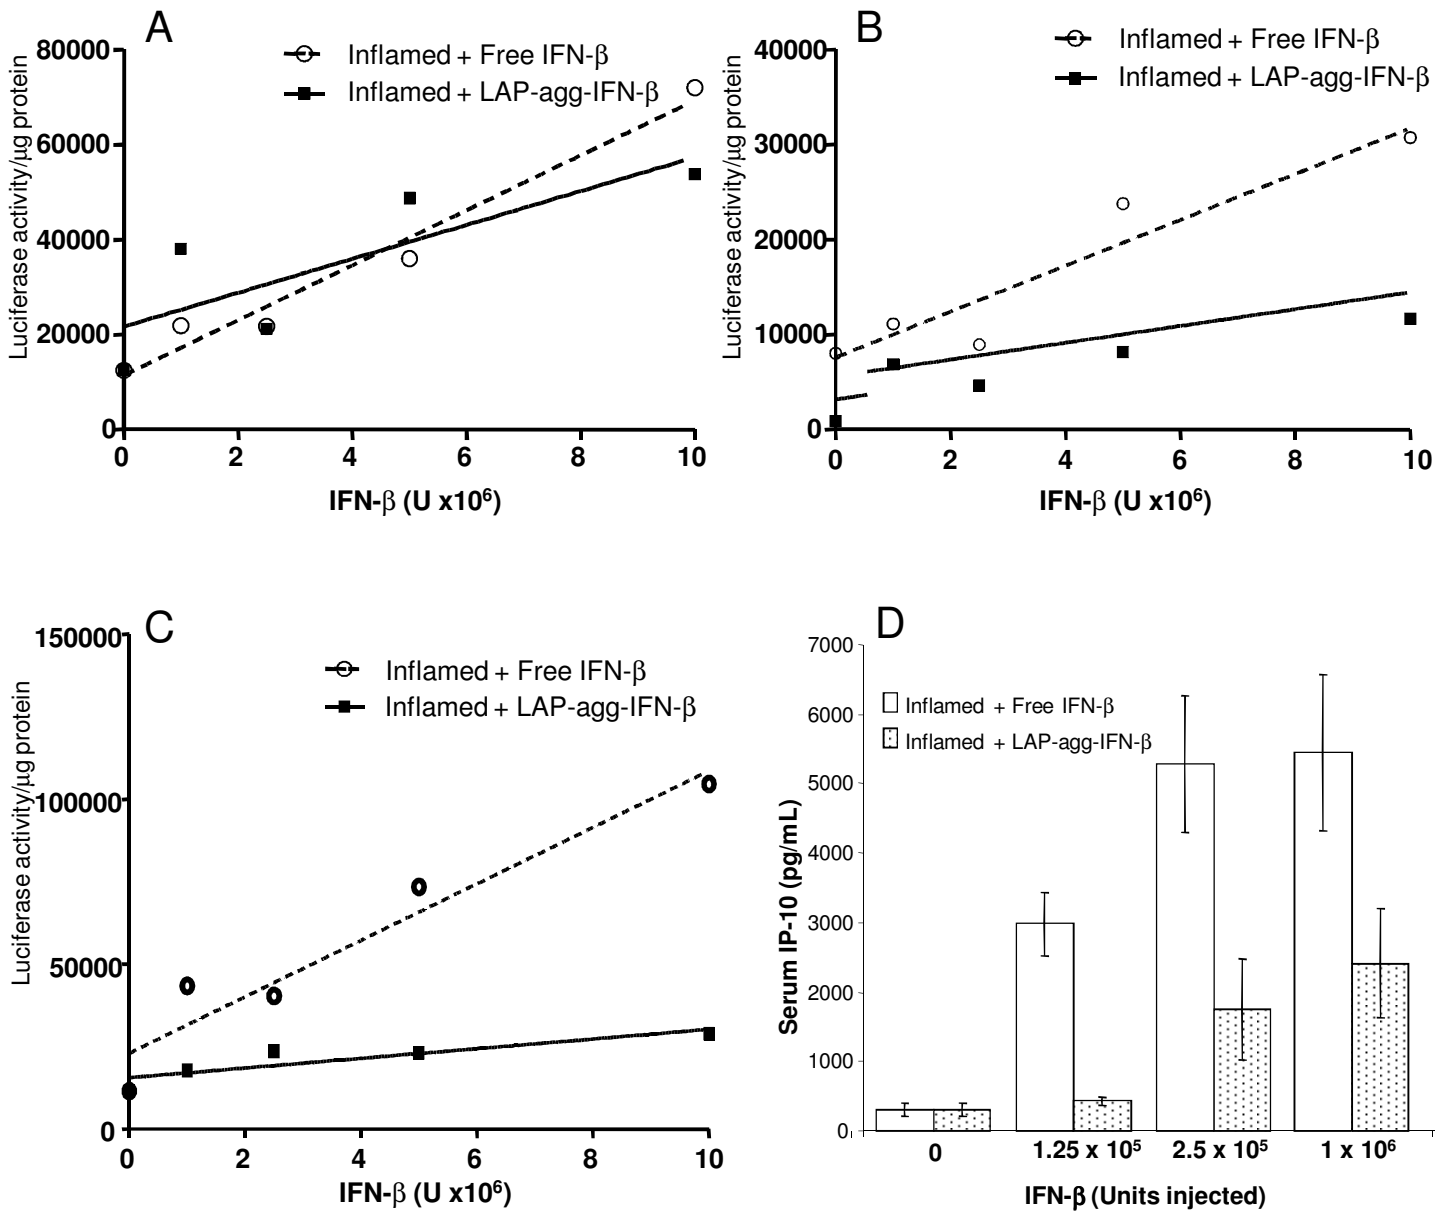 A
Inflamed + Free IFN-β
Inflamed + LAP-agg-IFN-β
Luciferase activity/μg protein
80000
60000
40000
20000
0
0 2 4 6 8 10
IFN-β (U x10⁶)
B
Inflamed + Free IFN-β
Inflamed + LAP-agg-IFN-β
Luciferase activity/μg protein
40000
30000
20000
10000
0
0 2 4 6 8 10
IFN-β (U x10⁶)
C
Inflamed + Free IFN-β
Inflamed + LAP-agg-IFN-β
Luciferase activity/μg protein
150000
100000
50000
0
0 2 4 6 8 10
IFN-β (U x10⁶)
D
Inflamed + Free IFN-β
Inflamed + LAP-agg-IFN-β
Serum IP-10 (pg/mL)
7000
6000
5000
4000
3000
2000
1000
0
0 1.25 x 10⁵ 2.5 x 10⁵ 1 x 10⁶
IFN-β (Units injected)